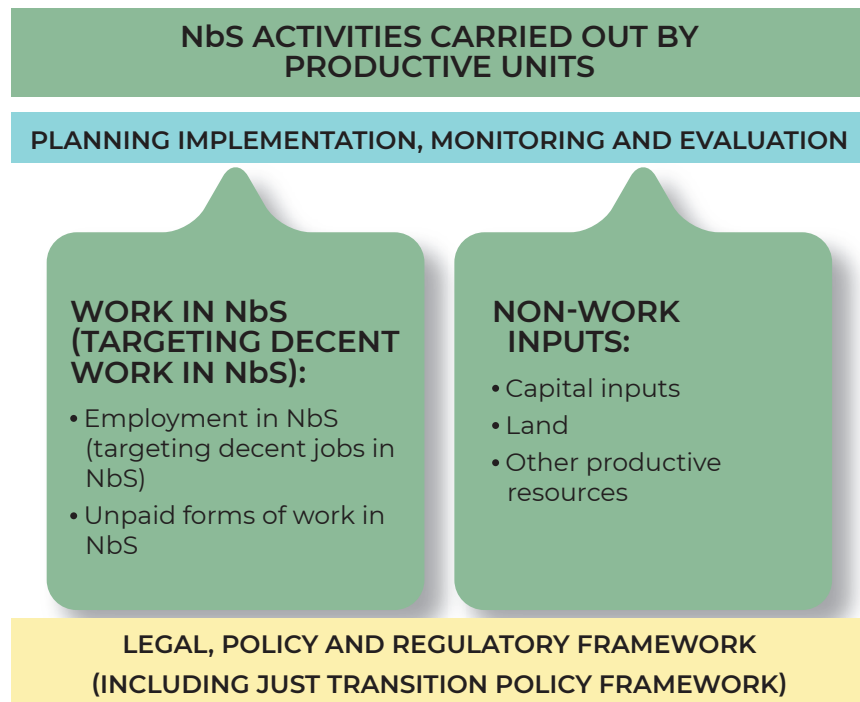 NbS ACTIVITIES CARRIED OUT BY
PRODUCTIVE UNITS
PLANNING IMPLEMENTATION, MONITORING AND EVALUATION
WORK IN NbS
(TARGETING DECENT
WORK IN NbS):
• Employment in NbS
(targeting decent jobs in
NbS)
• Unpaid forms of work in
NbS
NON-WORK
INPUTS:
• Capital inputs
• Land
• Other productive
resources
LEGAL, POLICY AND REGULATORY FRAMEWORK
(INCLUDING JUST TRANSITION POLICY FRAMEWORK)